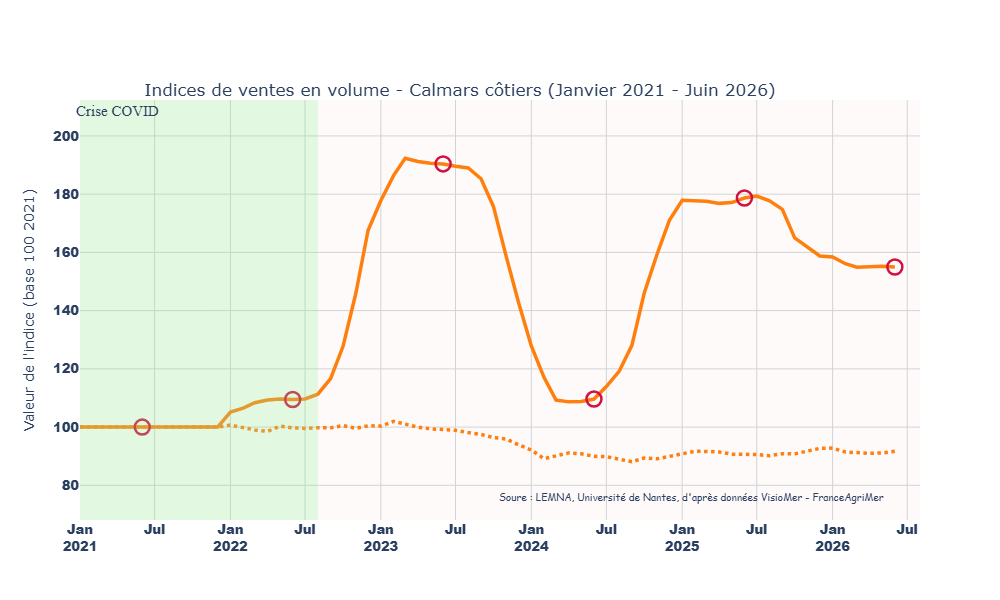 Indices de ventes en volume - Calmars côtiers (Janvier 2021 - Juin 2026)
Crise COVID
200
180
160
140
120
100
80
Valeur de l'indice (base 100 2021)
Soure : LEMNA, Université de Nantes, d'après données VisioMer - FranceAgriMer
Jan Jul Jan Jul Jan Jul Jan Jul Jan Jul Jan Jul
2021 2022 2023 2024 2025 2026